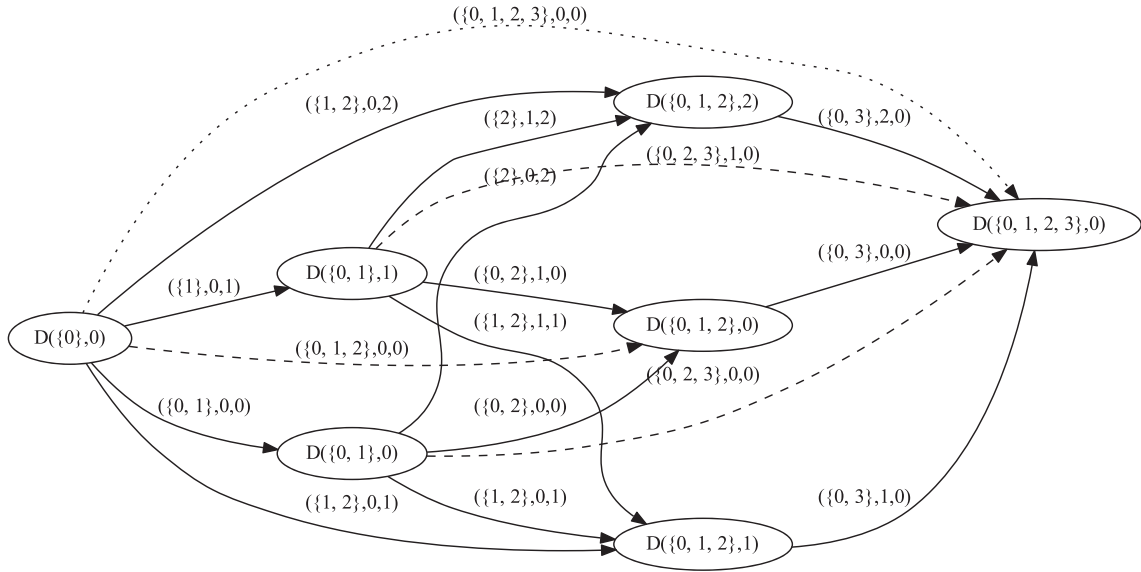 ({0, 1, 2, 3},0,0)
({1, 2},0,2)
D({0, 1, 2},2)
({2},1,2)
({0, 3},2,0)
({0, 2, 3},1,0)
({2},0,2)
D({0, 1, 2, 3},0)
D({0, 1},1)
({0, 2},1,0)
({0, 3},0,0)
({1},0,1)
({1, 2},1,1)
D({0, 1, 2},0)
D({0},0)
({0, 1, 2},0,0)
({0, 2, 3},0,0)
({0, 1},0,0)
({0, 2},0,0)
D({0, 1},0)
({1, 2},0,1)
({1, 2},0,1)
({0, 3},1,0)
D({0, 1, 2},1)